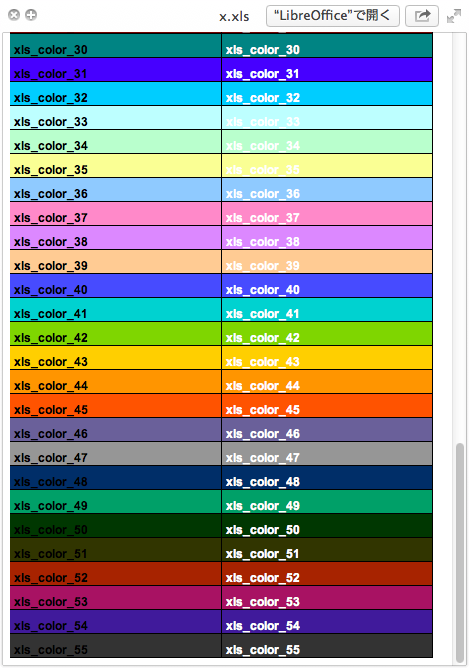 x.xls "LibreOffice"で開く
xls_color_30 xls_color_30
xls_color_31 xls_color_31
xls_color_32 xls_color_32
xls_color_33 xls_color_33
xls_color_34 xls_color_34
xls_color_35 xls_color_35
xls_color_36 xls_color_36
xls_color_37 xls_color_37
xls_color_38 xls_color_38
xls_color_39 xls_color_39
xls_color_40 xls_color_40
xls_color_41 xls_color_41
xls_color_42 xls_color_42
xls_color_43 xls_color_43
xls_color_44 xls_color_44
xls_color_45 xls_color_45
xls_color_46 xls_color_46
xls_color_47 xls_color_47
xls_color_48 xls_color_48
xls_color_49 xls_color_49
xls_color_50 xls_color_50
xls_color_51 xls_color_51
xls_color_52 xls_color_52
xls_color_53 xls_color_53
xls_color_54 xls_color_54
xls_color_55 xls_color_55